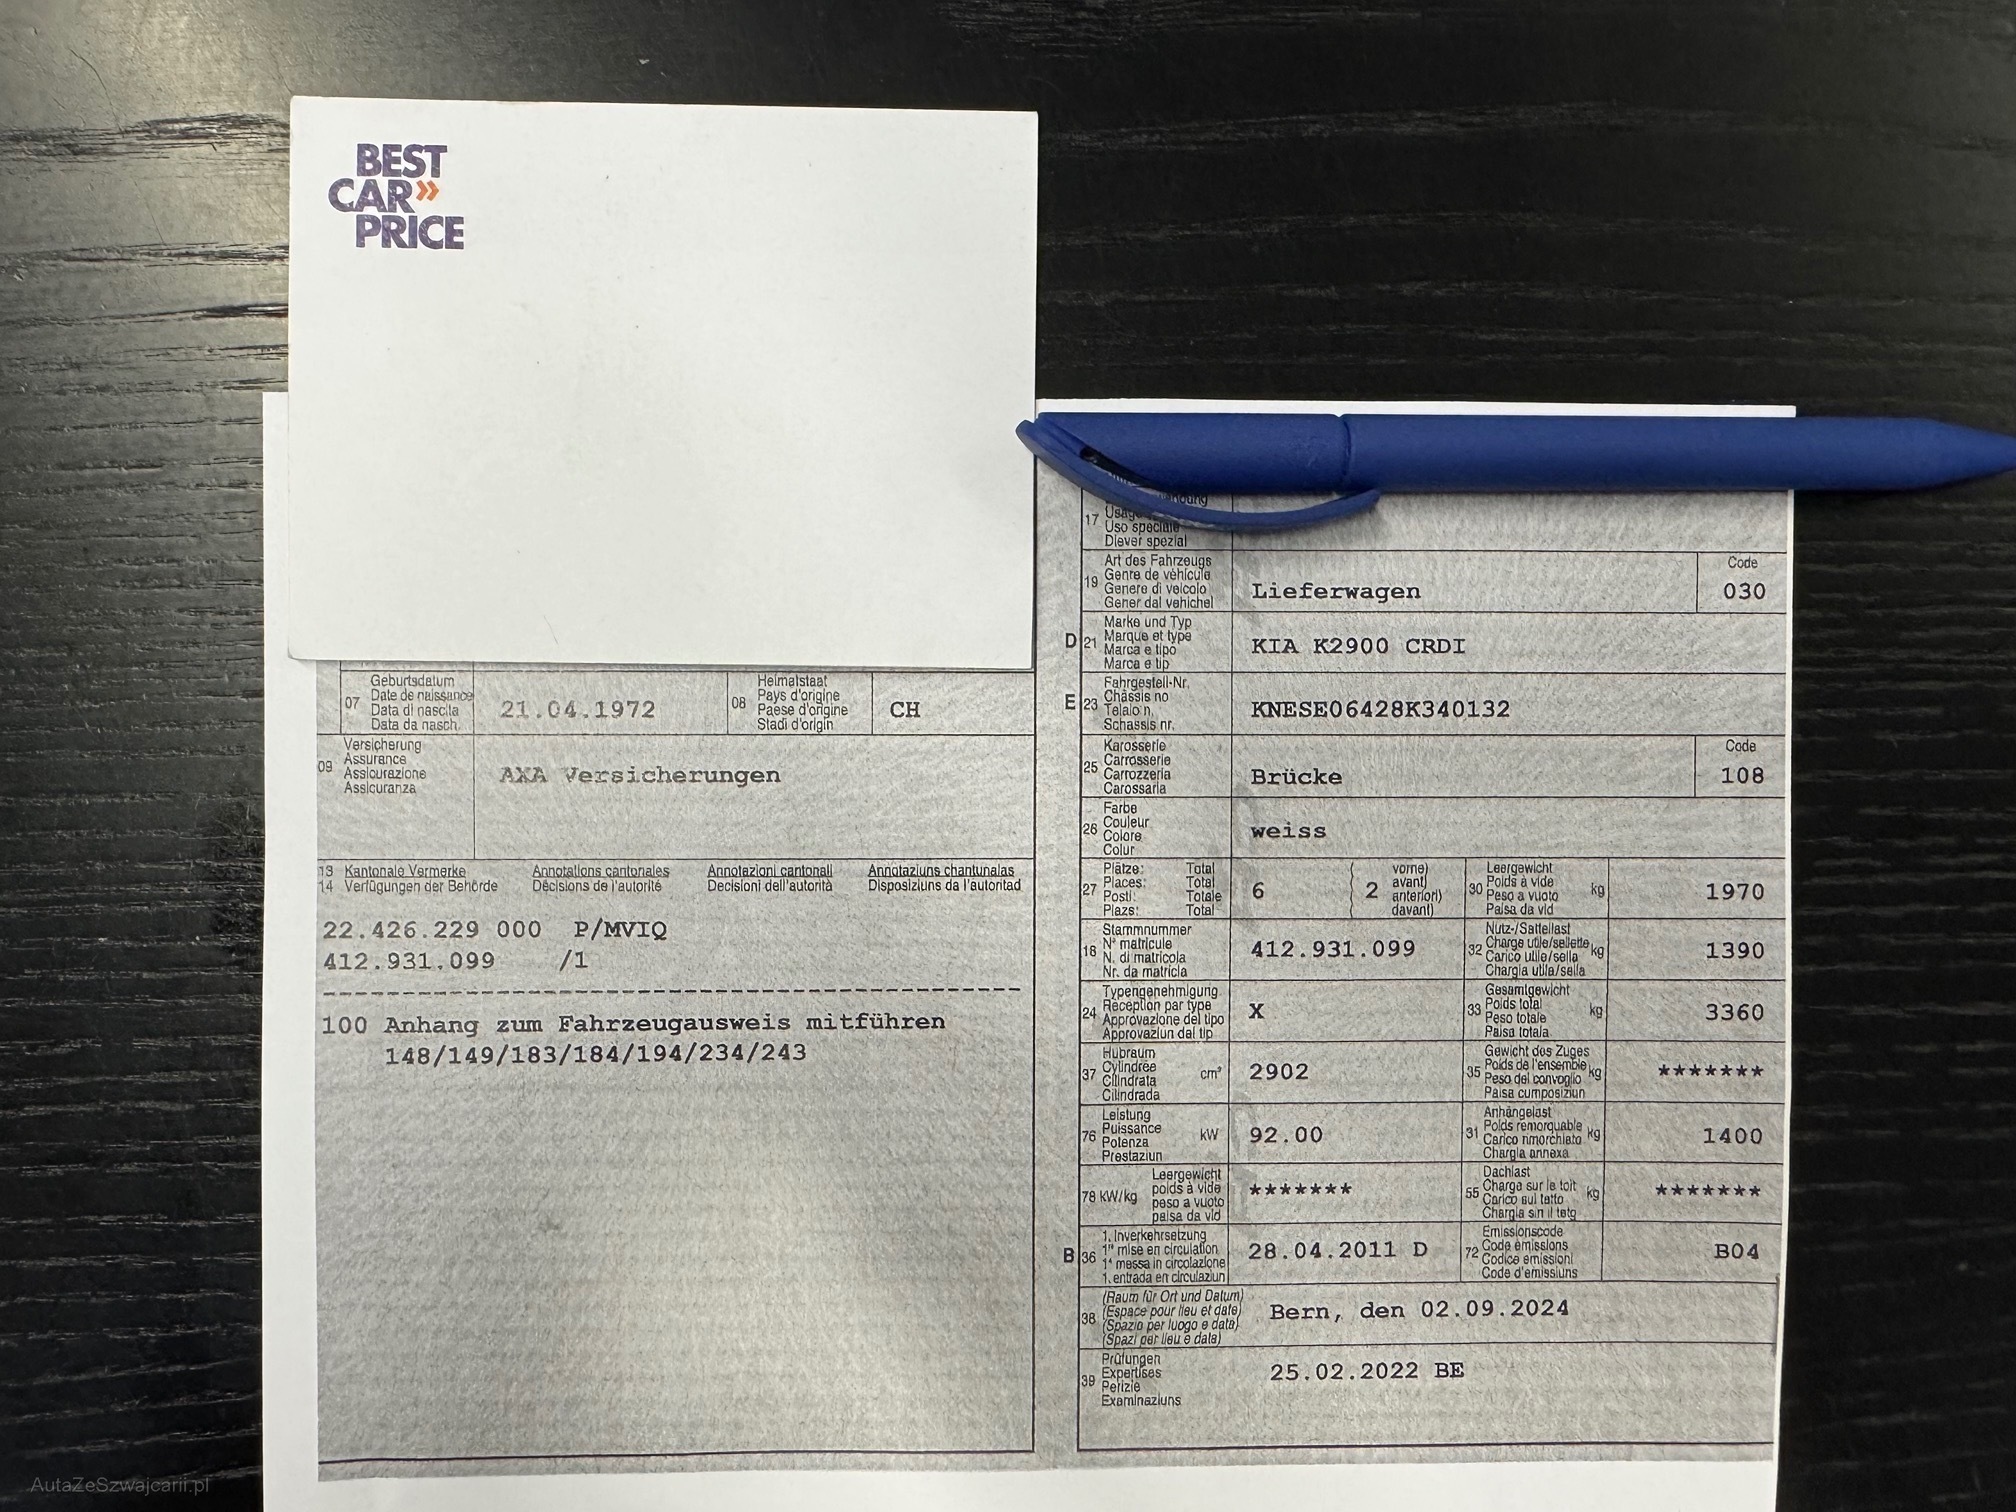 BEST
CAR»
PRICE
07 Geburtsdatum
Date de naissance
Data di nascita
Data da nasch.
21.04.1972
08 Heimatstaat
Pays d'origine
Paese d'origine
Stadi d'origin
CH
09 Versicherung
Assurance
Assicurazione
Assicuranza
AXA Versicherungen
13 Kantonale Vermerke Annotations cantonales Annotazioni cantonali Annotaziuns chantunalas
14 Verfügungen der Behörde Décisions de l'autorité Decisioni dell'autorità Disposiziuns da l'autoritad
22.426.229 000 P/MVIQ
412.931.099 /1
100 Anhang zum Fahrzeugausweis mitführen
148/149/183/184/194/234/243
17 Usage
Uso speciale
Diever spezial
19 Art des Fahrzeugs
Genre de véhicule
Genere di veicolo
Gener dal vehichel
Lieferwagen
Code
030
D 21 Marke und Typ
Marque et type
Marca e tipo
Marca e tip
KIA K2900 CRDI
E 23 Fahrgestell-Nr.
Châssis no
Telaio n.
Schassis nr.
KNESE06428K340132
25 Karosserie
Carrosserie
Carrozzeria
Carossaria
Brücke
Code
108
26 Farbe
Couleur
Colore
Colur
weiss
27 Plätze: Total
Places: Total
Posti: Totale
Plazs: Total
6
2
vorne)
avant)
anteriori)
davant)
30 Leergewicht
Poids à vide
Peso a vuoto
Paisa da vid
kg
1970
18 Stammnummer
N° matricule
N. di matricola
Nr. da matricla
412.931.099
32 Nutz-/Sattellast
Charge utile/sellette
Carico utile/sella
Chargia utila/sella
kg
1390
24 Typengenehmigung
Réception par type
Approvazione del tipo
Approvaziun dal tip
X
33 Gesamtgewicht
Poids total
Peso totale
Paisa totala
kg
3360
37 Hubraum
Cylindrée
Cilindrata
Cilindrada
cm³
2902
35 Gewicht des Zuges
Poids de l'ensemble
Peso del convoglio
Paisa cumposiziun
kg
*******
76 Leistung
Puissance
Potenza
Prestaziun
kW
92.00
31 Anhängelast
Poids remorquable
Carico rimorchiato
Chargia annexa
kg
1400
78 kW/kg Leergewicht
poids à vide
peso a vuoto
paisa da vid
*******
55 Dachlast
Charge sur le toit
Carico sul tetto
Chargia sin il tetg
kg
*******
B 36 1. Inverkehrsetzung
1re mise en circulation
1a messa in circolazione
1. entrada en circulaziun
28.04.2011 D
72 Emissionscode
Code émissions
Codice emissioni
Code d'emissiuns
B04
38 (Raum für Ort und Datum)
(Espace pour lieu et date)
(Spazio per luogo e data)
(Spazi per lieu e data)
Bern, den 02.09.2024
39 Prüfungen
Expertises
Perizie
Examinaziuns
25.02.2022 BE
AutaZeSzwajcarii.pl